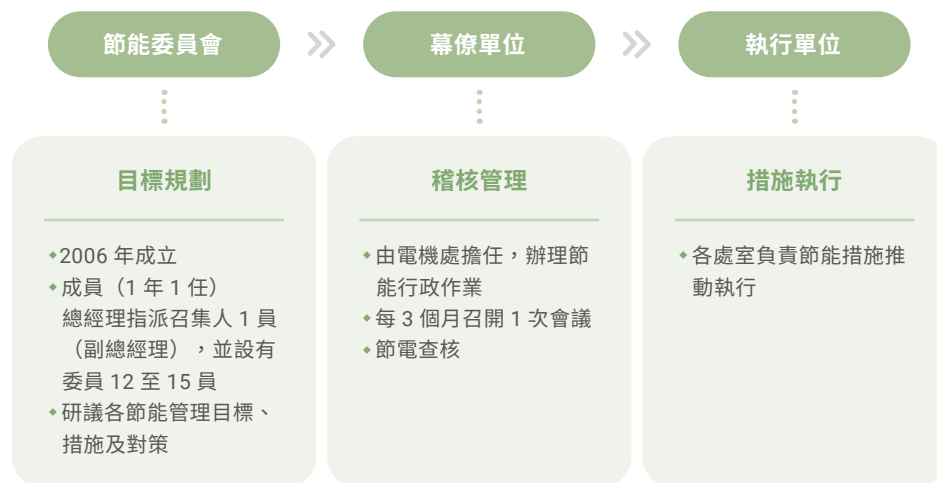 節能委員會
幕僚單位
執行單位
目標規劃
2006 年成立
成員（1 年 1 任）
總經理指派召集人 1 員
（副總經理），並設有
委員 12 至 15 員
研議各節能管理目標、
措施及對策
稽核管理
由電機處擔任，辦理節
能行政作業
每 3 個月召開 1 次會議
節電查核
措施執行
各處室負責節能措施推
動執行